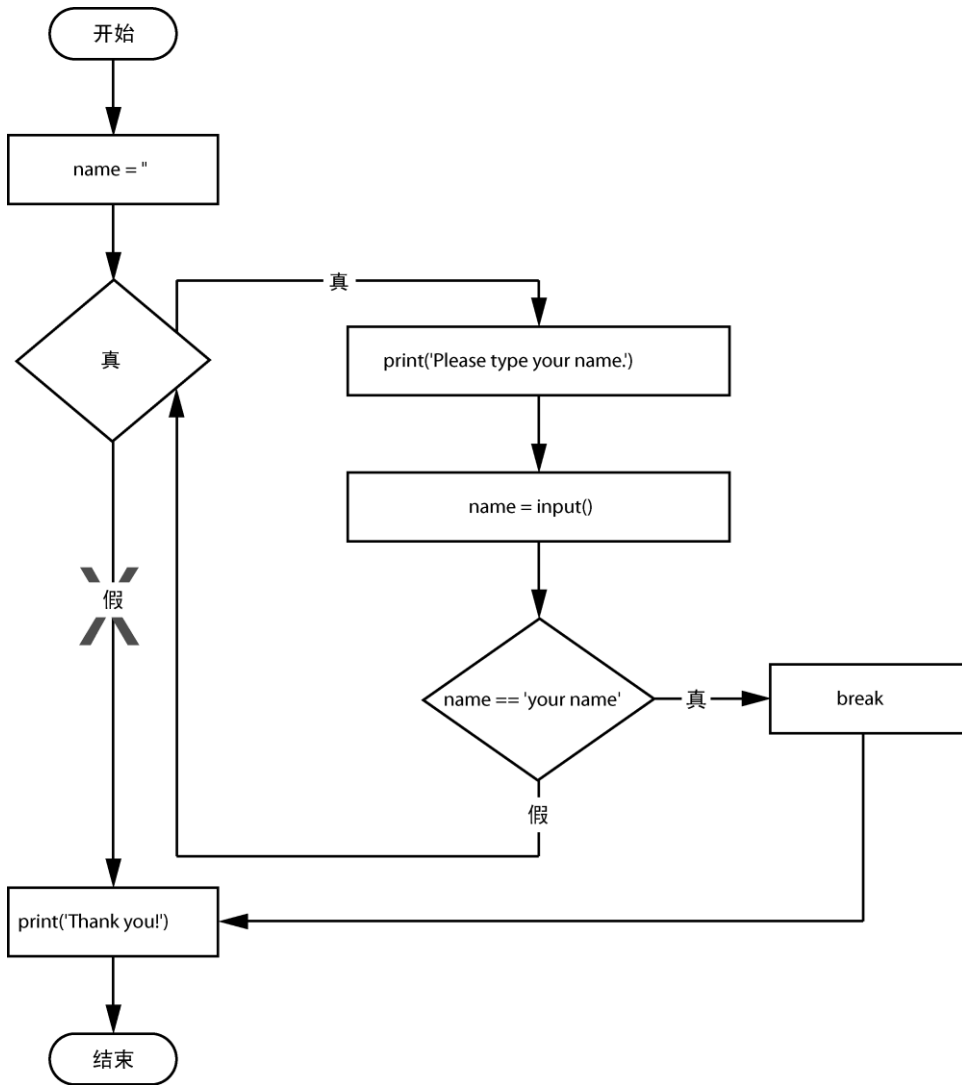 开始
name = ''
真
真
print('Please type your name.')
name = input()
假
name == 'your name'
真
break
假
print('Thank you!')
结束